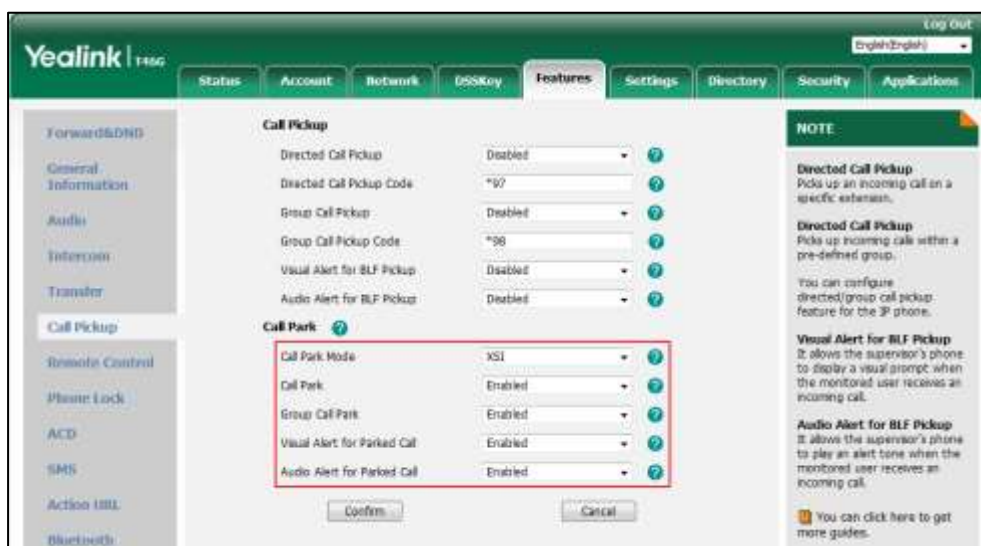 Log Out
Yealink T46G
English(English)
Status Account Network DSSKey Features Settings Directory Security Applications
Forward&DND
General
Information
Audio
Intercom
Transfer
Call Pickup
Remote Control
Phone Lock
ACD
SMS
Action URL
Bluetooth
Call Pickup
Directed Call Pickup Disabled
Directed Call Pickup Code *97
Group Call Pickup Disabled
Group Call Pickup Code *98
Visual Alert for BLF Pickup Disabled
Audio Alert for BLF Pickup Disabled
Call Park
Call Park Mode XSI
Call Park Enabled
Group Call Park Enabled
Visual Alert for Parked Call Enabled
Audio Alert for Parked Call Enabled
Confirm Cancel
NOTE
Directed Call Pickup
Picks up an incoming call on a
specific extension.
Directed Call Pickup
Picks up incoming calls within a
pre-defined group.
You can configure
directed/group call pickup
feature for the IP phone.
Visual Alert for BLF Pickup
It allows the supervisor's phone
to display a visual prompt when
the monitored user receives an
incoming call.
Audio Alert for BLF Pickup
It allows the supervisor's phone
to play an alert tone when the
monitored user receives an
incoming call.
You can click here to get
more guides.